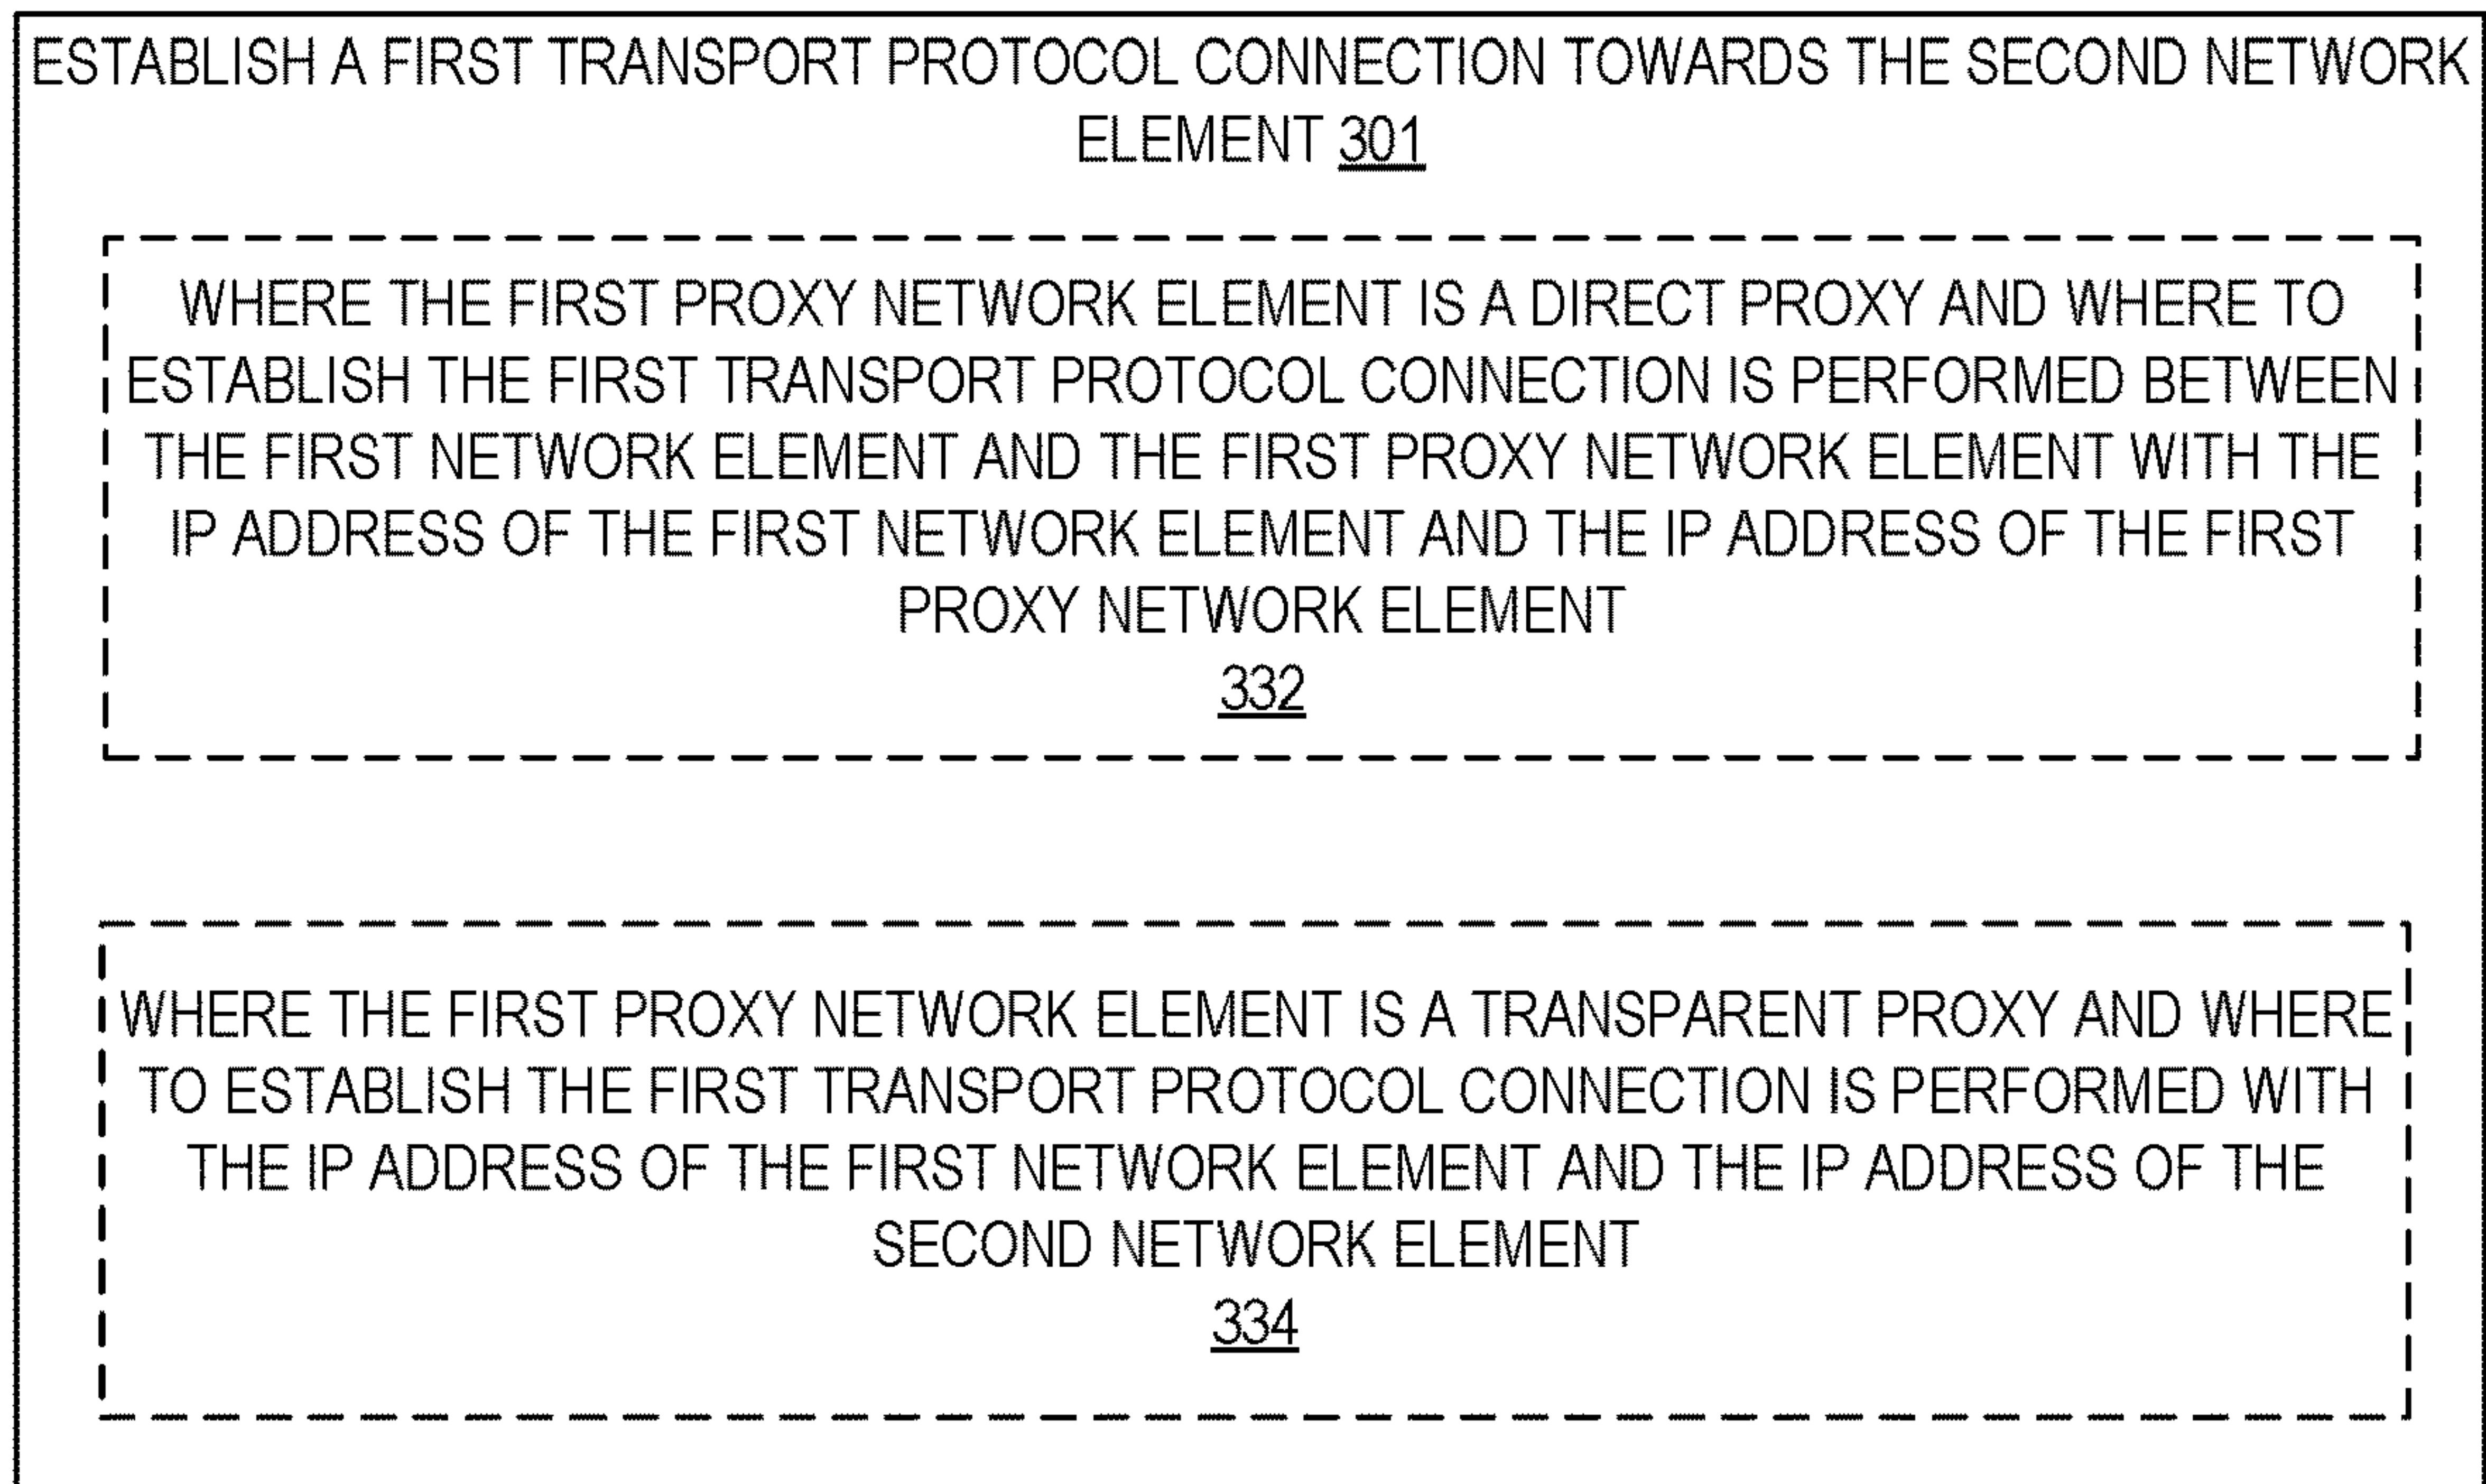 ESTABLISH A FIRST TRANSPORT PROTOCOL CONNECTION TOWARDS THE SECOND NETWORK
ELEMENT 301
WHERE THE FIRST PROXY NETWORK ELEMENT IS A DIRECT PROXY AND WHERE TO
ESTABLISH THE FIRST TRANSPORT PROTOCOL CONNECTION IS PERFORMED BETWEEN
THE FIRST NETWORK ELEMENT AND THE FIRST PROXY NETWORK ELEMENT WITH THE
IP ADDRESS OF THE FIRST NETWORK ELEMENT AND THE IP ADDRESS OF THE FIRST
PROXY NETWORK ELEMENT
332
WHERE THE FIRST PROXY NETWORK ELEMENT IS A TRANSPARENT PROXY AND WHERE
TO ESTABLISH THE FIRST TRANSPORT PROTOCOL CONNECTION IS PERFORMED WITH
THE IP ADDRESS OF THE FIRST NETWORK ELEMENT AND THE IP ADDRESS OF THE
SECOND NETWORK ELEMENT
334